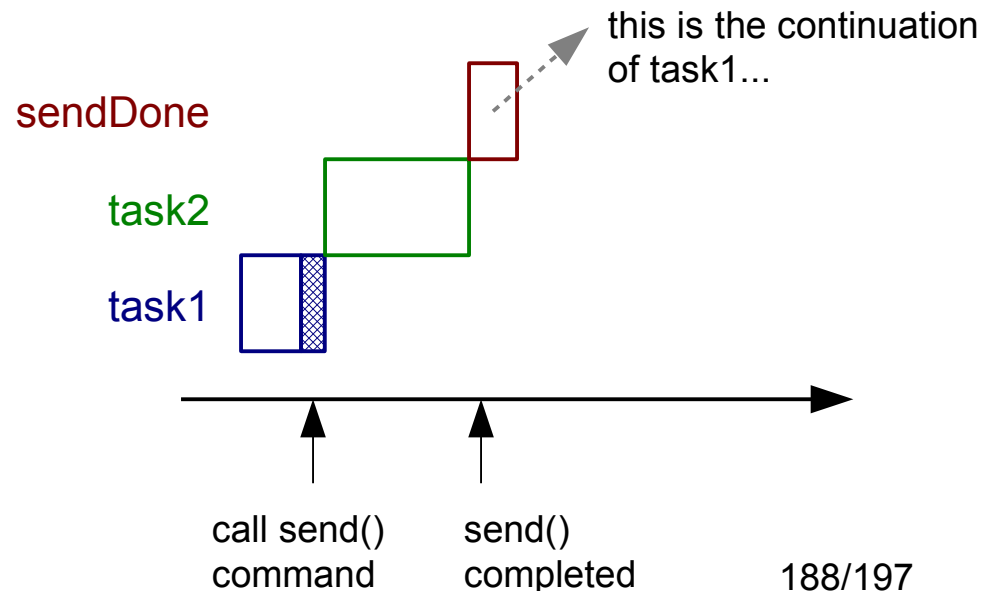 this is the continuation
of task1...
sendDone
task2
task1
call send()
command
send()
completed
188/197